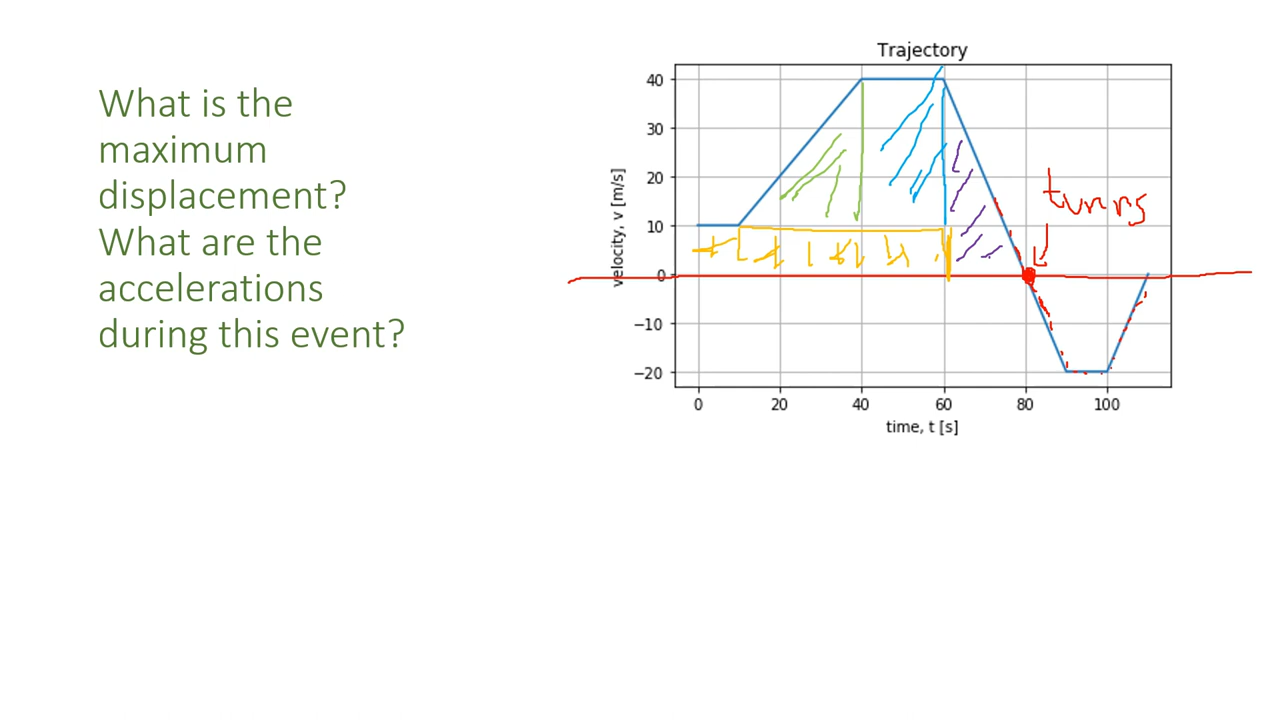 What is the
maximum
displacement?
What are the
accelerations
during this event?
Trajectory
velocity, v [m/s]
40
30
20
10
0
−10
−20
turns
0 20 40 60 80 100
time, t [s]